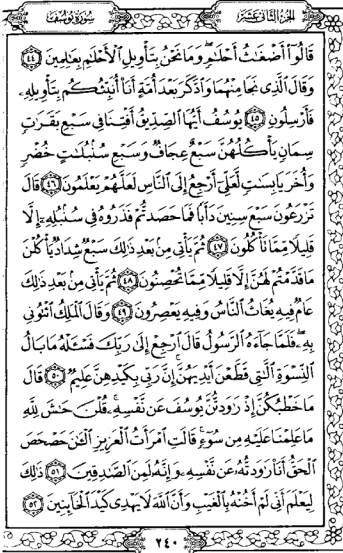 الجزء الثاني عشر
سورة يوسف
قَالُوٓا۟ أَضْغَٰثُ أَحْلَٰمٍ ۖ وَمَا نَحْنُ بِتَأْوِيلِ ٱلْأَحْلَٰمِ بِعَٰلِمِينَ ٤٤
وَقَالَ ٱلَّذِى نَجَا مِنْهُمَا وَٱدَّكَرَ بَعْدَ أُمَّةٍ أَنَا۠ أُنَبِّئُكُم بِتَأْوِيلِهِۦ
فَأَرْسِلُونِ ٤٥ يُوسُفُ أَيُّهَا ٱلصِّدِّيقُ أَفْتِنَا فِى سَبْعِ بَقَرَٰتٍ
سِمَانٍ يَأْكُلُهُنَّ سَبْعٌ عِجَافٌ وَسَبْعِ سُنۢبُلَٰتٍ خُضْرٍ
وَأُخَرَ يَابِسَٰتٍ لَّعَلِّىٓ أَرْجِعُ إِلَى ٱلنَّاسِ لَعَلَّهُمْ يَعْلَمُونَ ٤٦ قَالَ
تَزْرَعُونَ سَبْعَ سِنِينَ دَأَبًا فَمَا حَصَدتُّمْ فَذَرُوهُ فِى سُنۢبُلِهِۦٓ إِلَّا
قَلِيلًا مِّمَّا تَأْكُلُونَ ٤٧ ثُمَّ يَأْتِى مِنۢ بَعْدِ ذَٰلِكَ سَبْعٌ شِدَادٌ يَأْكُلْنَ
مَا قَدَّمْتُمْ لَهُنَّ إِلَّا قَلِيلًا مِّمَّا تُحْصِنُونَ ٤٨ ثُمَّ يَأْتِى مِنۢ بَعْدِ ذَٰلِكَ
عَامٌ فِيهِ يُغَاثُ ٱلنَّاسُ وَفِيهِ يَعْصِرُونَ ٤٩ وَقَالَ ٱلْمَلِكُ ٱئْتُونِى
بِهِۦ ۖ فَلَمَّا جَآءَهُ ٱلرَّسُولُ قَالَ ٱرْجِعْ إِلَىٰ رَبِّكَ فَسْـَٔلْهُ مَا بَالُ
ٱلنِّسْوَةِ ٱلَّٰتِى قَطَّعْنَ أَيْدِيَهُنَّ ۚ إِنَّ رَبِّى بِكَيْدِهِنَّ عَلِيمٌ ٥٠ قَالَ
مَا خَطْبُكُنَّ إِذْ رَٰوَدتُّنَّ يُوسُفَ عَن نَّفْسِهِۦ ۚ قُلْنَ حَٰشَ لِلَّهِ
مَا عَلِمْنَا عَلَيْهِ مِن سُوٓءٍ ۚ قَالَتِ ٱمْرَأَتُ ٱلْعَزِيزِ ٱلْـَٰٔنَ حَصْحَصَ
ٱلْحَقُّ أَنَا۠ رَٰوَدتُّهُۥ عَن نَّفْسِهِۦ وَإِنَّهُۥ لَمِنَ ٱلصَّٰدِقِينَ ٥١ ذَٰلِكَ
لِيَعْلَمَ أَنِّى لَمْ أَخُنْهُ بِٱلْغَيْبِ وَأَنَّ ٱللَّهَ لَا يَهْدِى كَيْدَ ٱلْخَآئِنِينَ ٥٢
٢٤٠